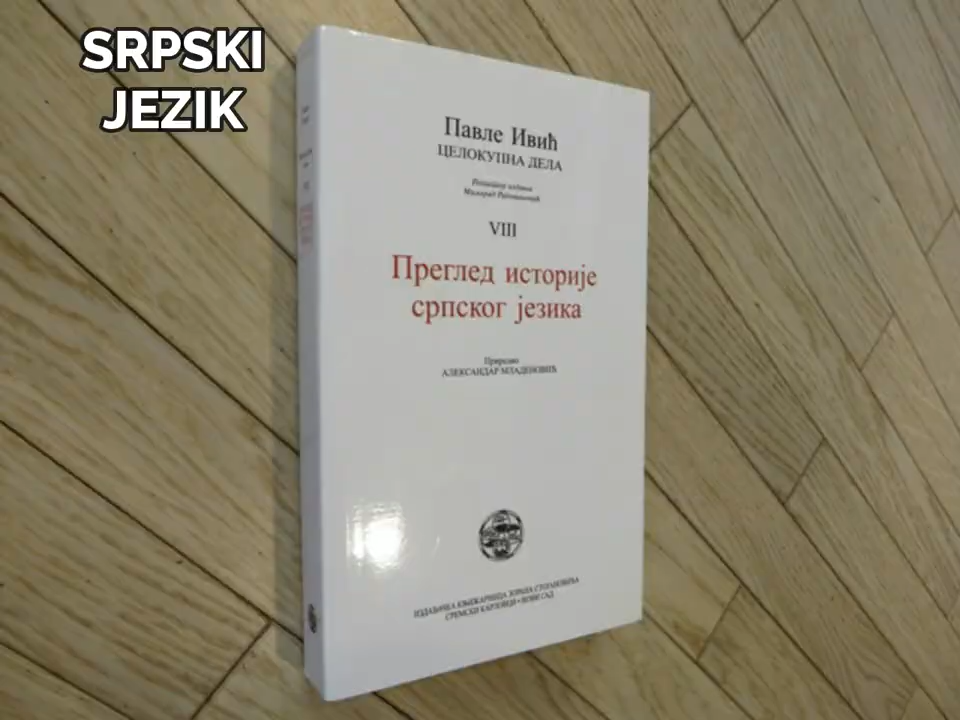 SRPSKI
JEZIK
Павле Ивић
ЦЕЛОКУПНА ДЕЛА
VIII
Преглед историје
српског језика
Приредио
АЛЕКСАНДАР МЛАДЕНОВИЋ
ИЗДАВАЧКА КЊИЖАРНИЦА ЗОРАНА СТОЈАНОВИЋА
СРЕМСКИ КАРЛОВЦИ • НОВИ САД